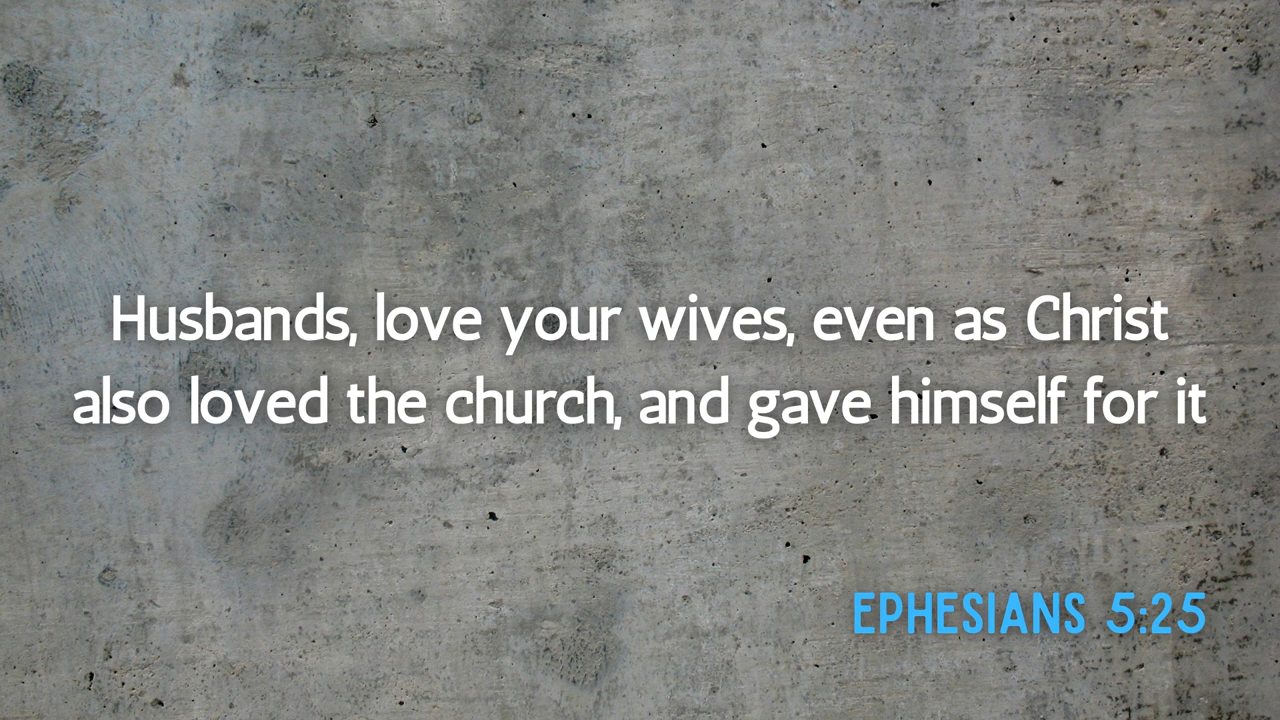 Husbands, love your wives, even as Christ
also loved the church, and gave himself for it
EPHESIANS 5:25